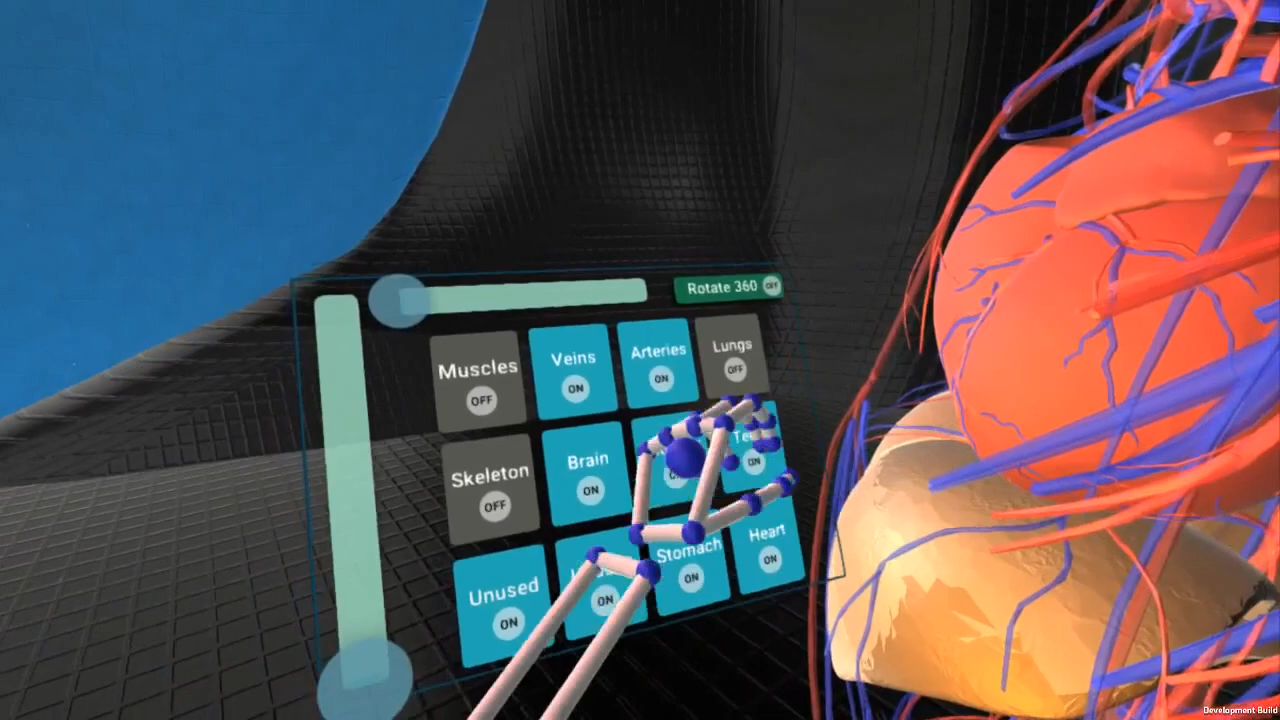 Rotate 360 OFF
Muscles
OFF
Veins
ON
Arteries
ON
Lungs
OFF
Skeleton
OFF
Brain
ON
ON
Unused
ON
ON
Stomach
ON
Heart
ON
Development Build